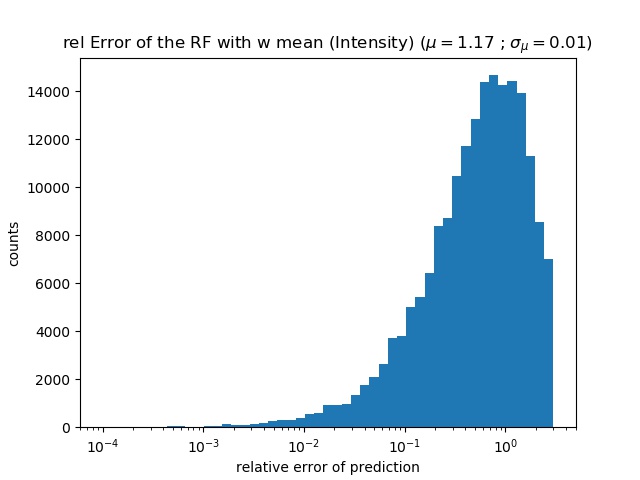 rel Error of the RF with w mean (Intensity) (μ = 1.17 ; σ_μ = 0.01)
14000
12000
10000
8000
6000
4000
2000
0
counts
10⁻⁴ 10⁻³ 10⁻² 10⁻¹ 10⁰
relative error of prediction